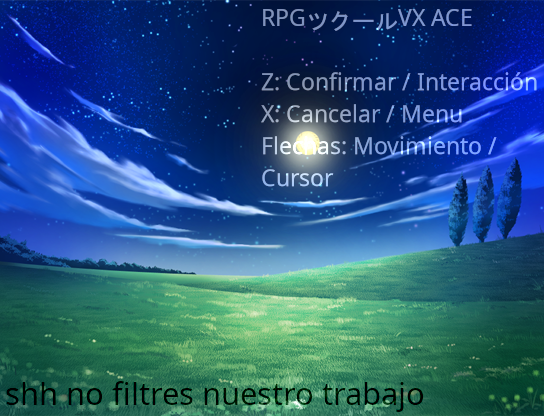 RPGツクールVX ACE
Z: Confirmar / Interacción
X: Cancelar / Menu
Flechas: Movimiento /
Cursor
shh no filtres nuestro trabajo